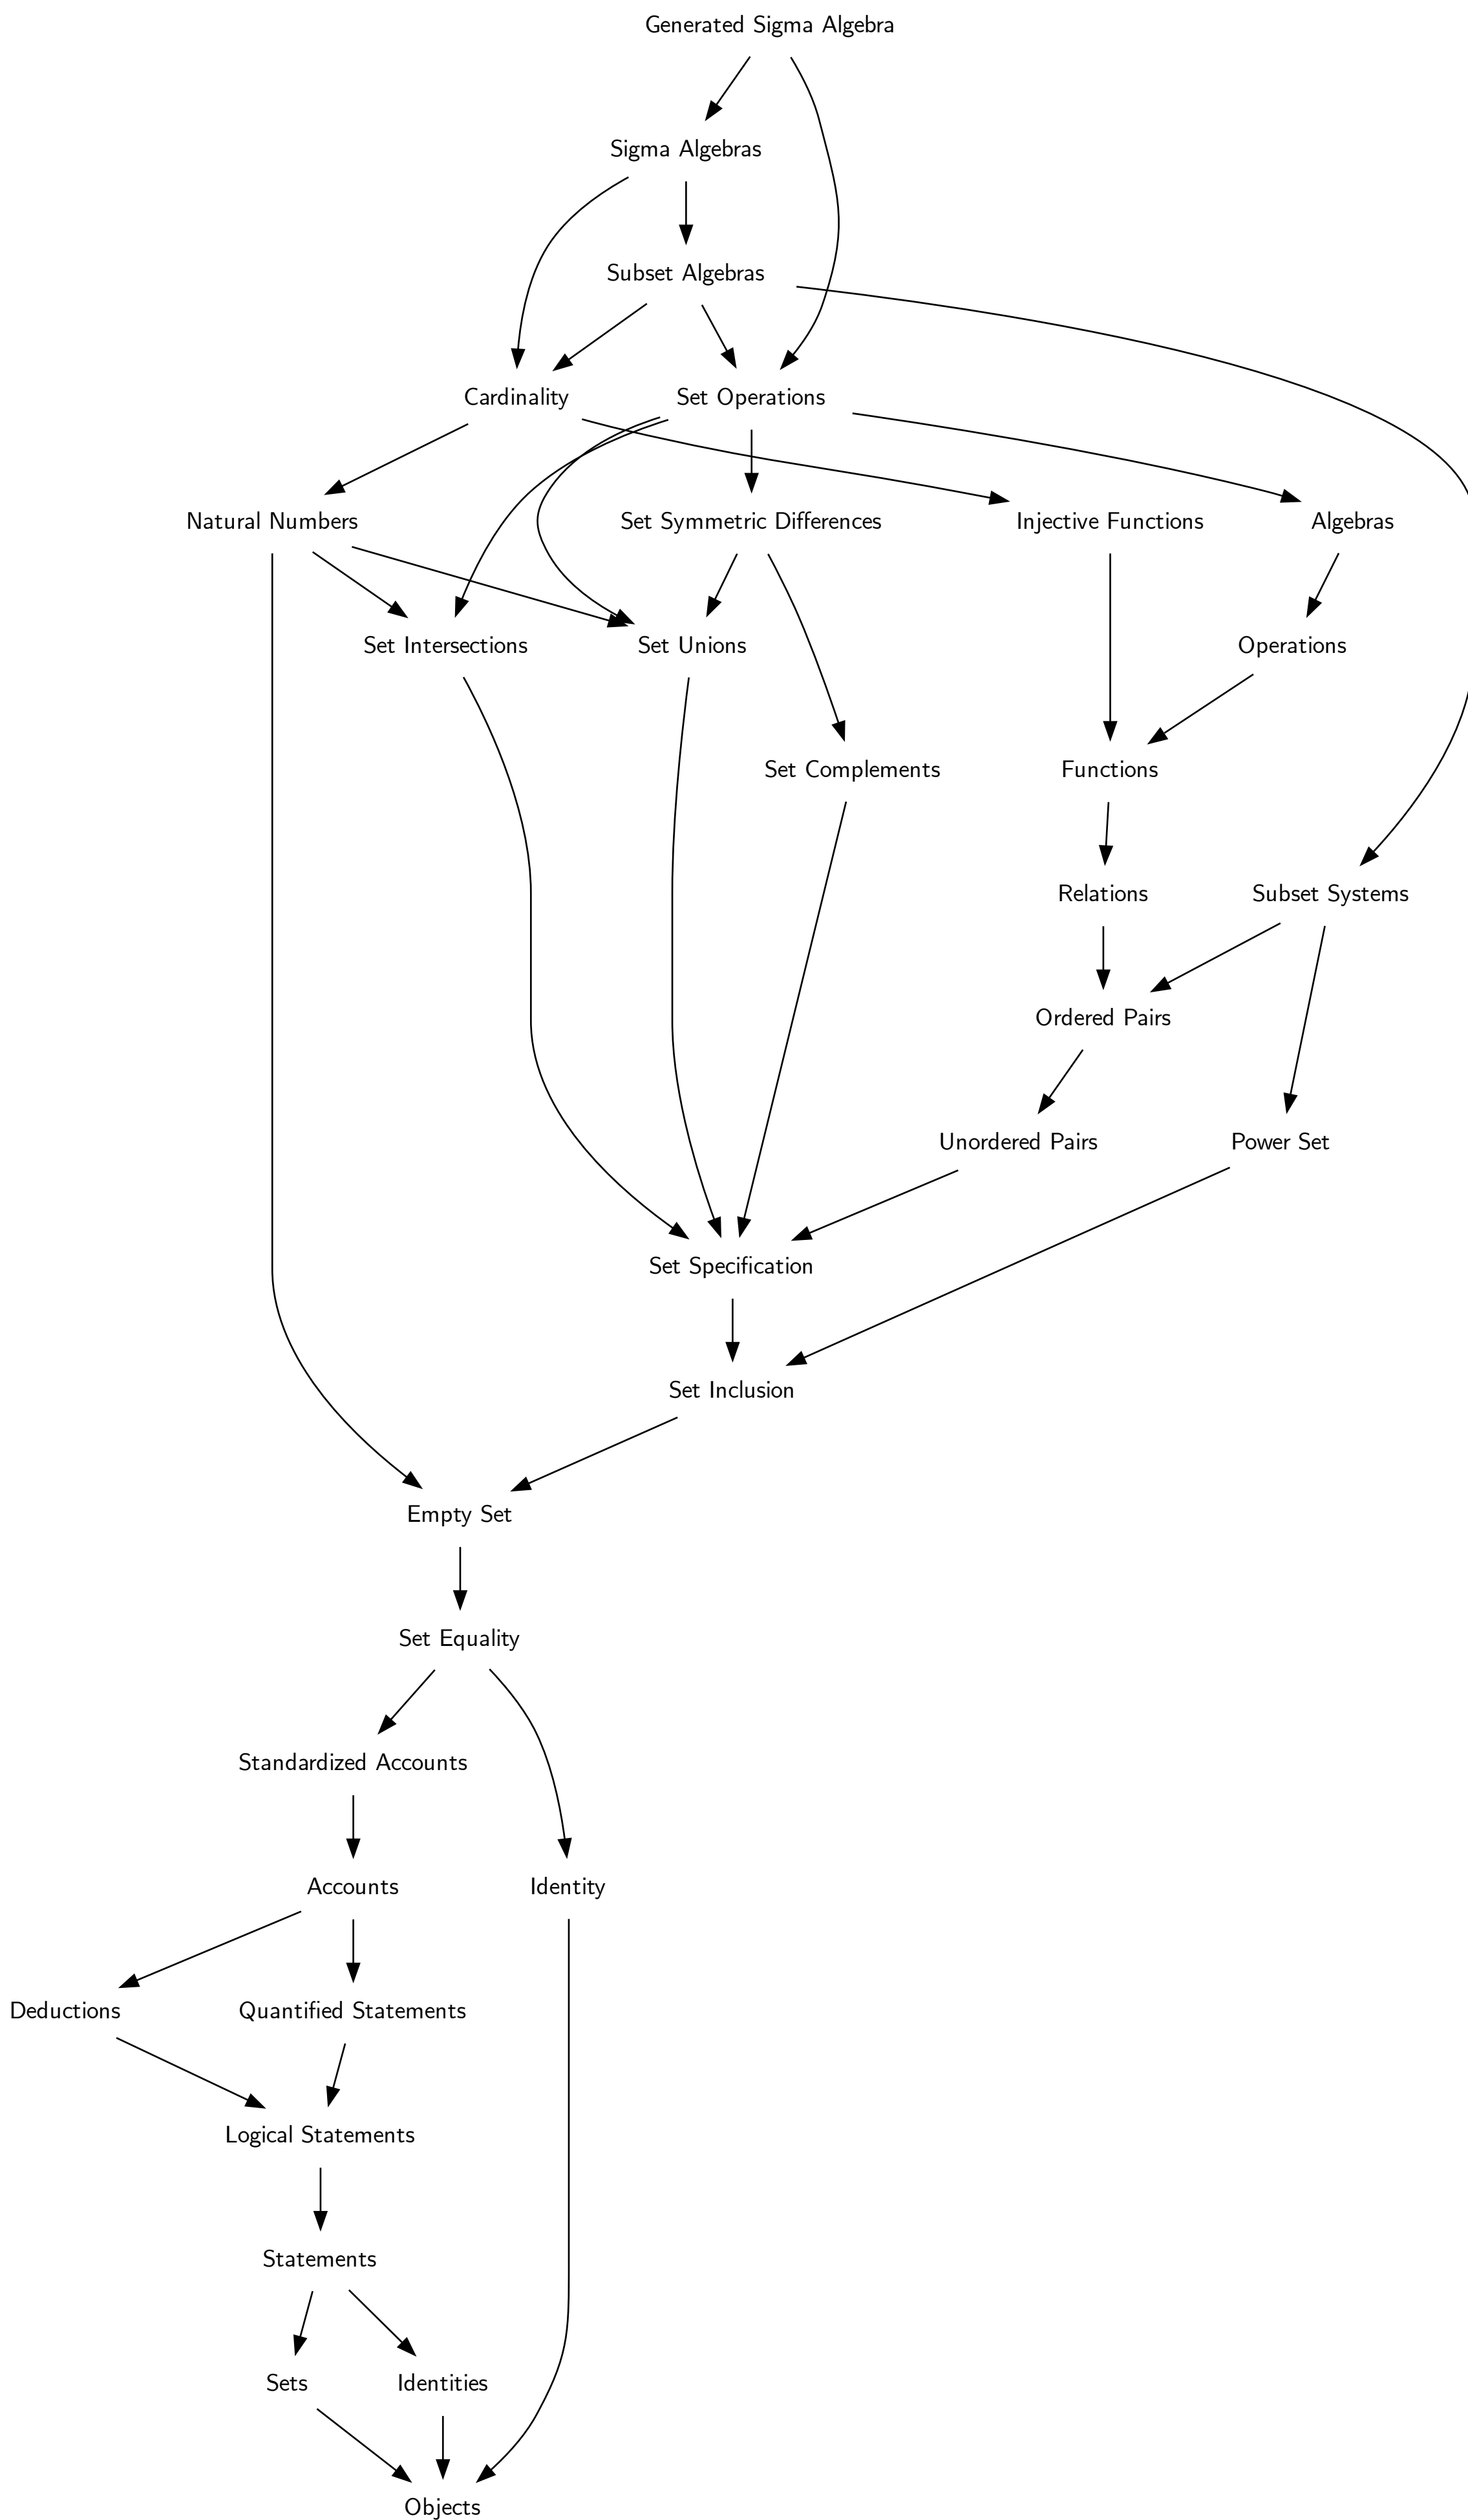 Generated Sigma Algebra
Sigma Algebras
Subset Algebras
Cardinality
Set Operations
Natural Numbers
Set Symmetric Differences
Injective Functions
Algebras
Set Intersections
Set Unions
Operations
Set Complements
Functions
Relations
Subset Systems
Ordered Pairs
Unordered Pairs
Power Set
Set Specification
Set Inclusion
Empty Set
Set Equality
Standardized Accounts
Accounts
Identity
Deductions
Quantified Statements
Logical Statements
Statements
Sets
Identities
Objects